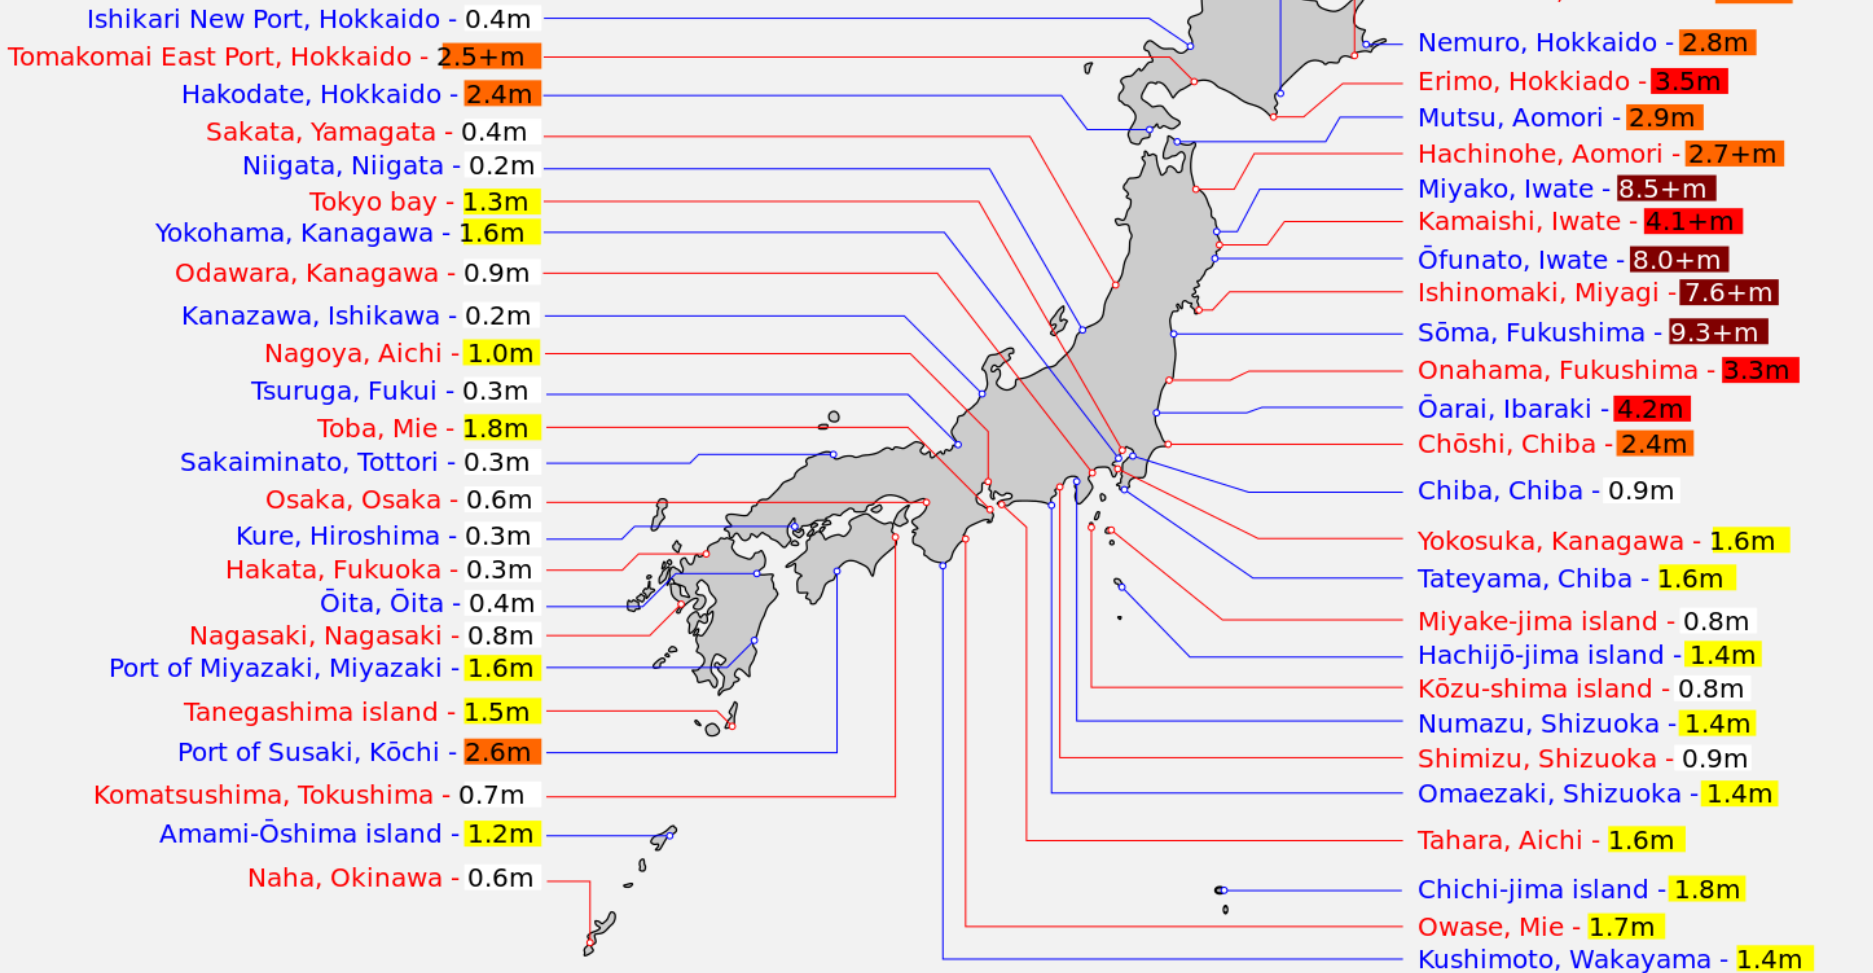 Ishikari New Port, Hokkaido - 0.4m
Tomakomai East Port, Hokkaido - 2.5+m
Hakodate, Hokkaido - 2.4m
Sakata, Yamagata - 0.4m
Niigata, Niigata - 0.2m
Tokyo bay - 1.3m
Yokohama, Kanagawa - 1.6m
Odawara, Kanagawa - 0.9m
Kanazawa, Ishikawa - 0.2m
Nagoya, Aichi - 1.0m
Tsuruga, Fukui - 0.3m
Toba, Mie - 1.8m
Sakaiminato, Tottori - 0.3m
Osaka, Osaka - 0.6m
Kure, Hiroshima - 0.3m
Hakata, Fukuoka - 0.3m
Ōita, Ōita - 0.4m
Nagasaki, Nagasaki - 0.8m
Port of Miyazaki, Miyazaki - 1.6m
Tanegashima island - 1.5m
Port of Susaki, Kōchi - 2.6m
Komatsushima, Tokushima - 0.7m
Amami-Ōshima island - 1.2m
Naha, Okinawa - 0.6m
Nemuro, Hokkaido - 2.8m
Erimo, Hokkiado - 3.5m
Mutsu, Aomori - 2.9m
Hachinohe, Aomori - 2.7+m
Miyako, Iwate - 8.5+m
Kamaishi, Iwate - 4.1+m
Ōfunato, Iwate - 8.0+m
Ishinomaki, Miyagi - 7.6+m
Sōma, Fukushima - 9.3+m
Onahama, Fukushima - 3.3m
Ōarai, Ibaraki - 4.2m
Chōshi, Chiba - 2.4m
Chiba, Chiba - 0.9m
Yokosuka, Kanagawa - 1.6m
Tateyama, Chiba - 1.6m
Miyake-jima island - 0.8m
Hachijō-jima island - 1.4m
Kōzu-shima island - 0.8m
Numazu, Shizuoka - 1.4m
Shimizu, Shizuoka - 0.9m
Omaezaki, Shizuoka - 1.4m
Tahara, Aichi - 1.6m
Chichi-jima island - 1.8m
Owase, Mie - 1.7m
Kushimoto, Wakayama - 1.4m